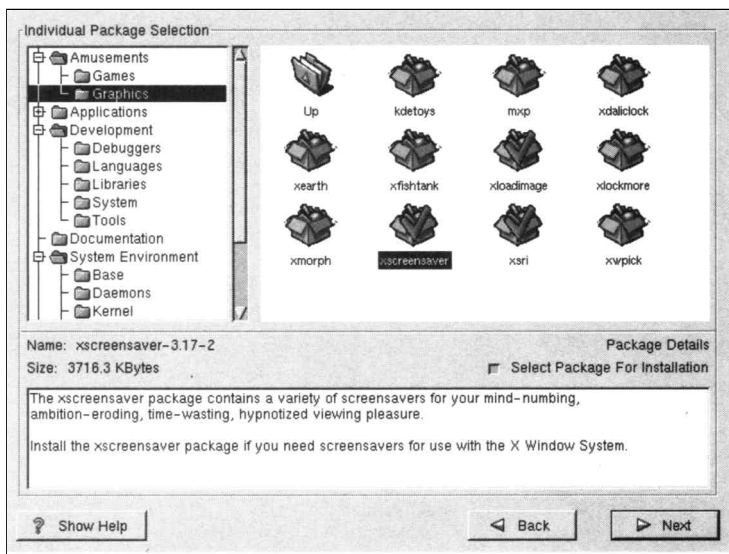 Individual Package Selection
Amusements
Games
Graphics
Applications
Development
Debuggers
Languages
Libraries
System
Tools
Documentation
System Environment
Base
Daemons
Kernel
Up kdetoys mxp xdaliclock
xearth xfishtank xloadimage xlockmore
xmorph xscreensaver xsri xwpick
Name: xscreensaver-3.17-2 Package Details
Size: 3716.3 KBytes Select Package For Installation
The xscreensaver package contains a variety of screensavers for your mind-numbing,
ambition-eroding, time-wasting, hypnotized viewing pleasure.
Install the xscreensaver package if you need screensavers for use with the X Window System.
Show Help Back Next